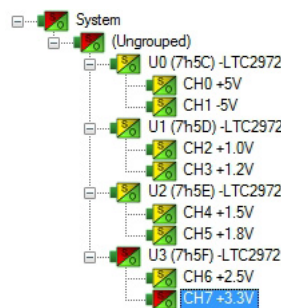 System
(Ungrouped)
U0 (7h5C) -LTC2972
CH0 +5V
CH1 -5V
U1 (7h5D) -LTC2972
CH2 +1.0V
CH3 +1.2V
U2 (7h5E) -LTC2972
CH4 +1.5V
CH5 +1.8V
U3 (7h5F) -LTC2972
CH6 +2.5V
CH7 +3.3V